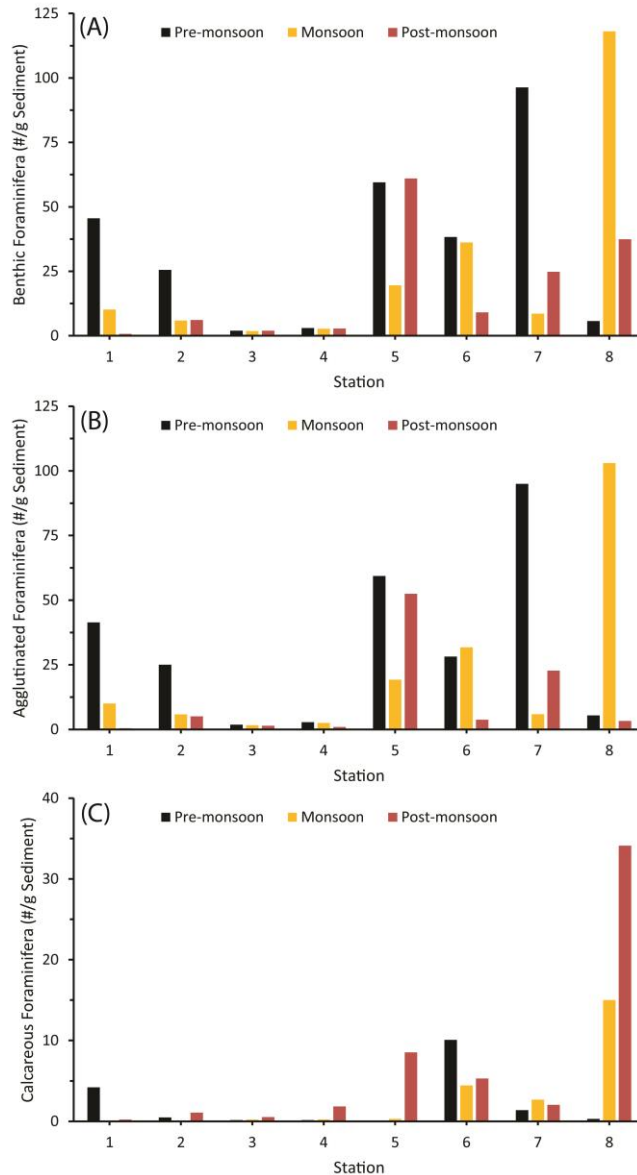 (A)
Pre-monsoon Monsoon Post-monsoon
125
100
75
50
25
0
Benthic Foraminifera (#/g Sediment)
1 2 3 4 5 6 7 8
Station
(B)
Pre-monsoon Monsoon Post-monsoon
125
100
75
50
25
0
Agglutinated Foraminifera (#/g Sediment)
1 2 3 4 5 6 7 8
Station
(C)
Pre-monsoon Monsoon Post-monsoon
40
30
20
10
0
Calcareous Foraminifera (#/g Sediment)
1 2 3 4 5 6 7 8
Station